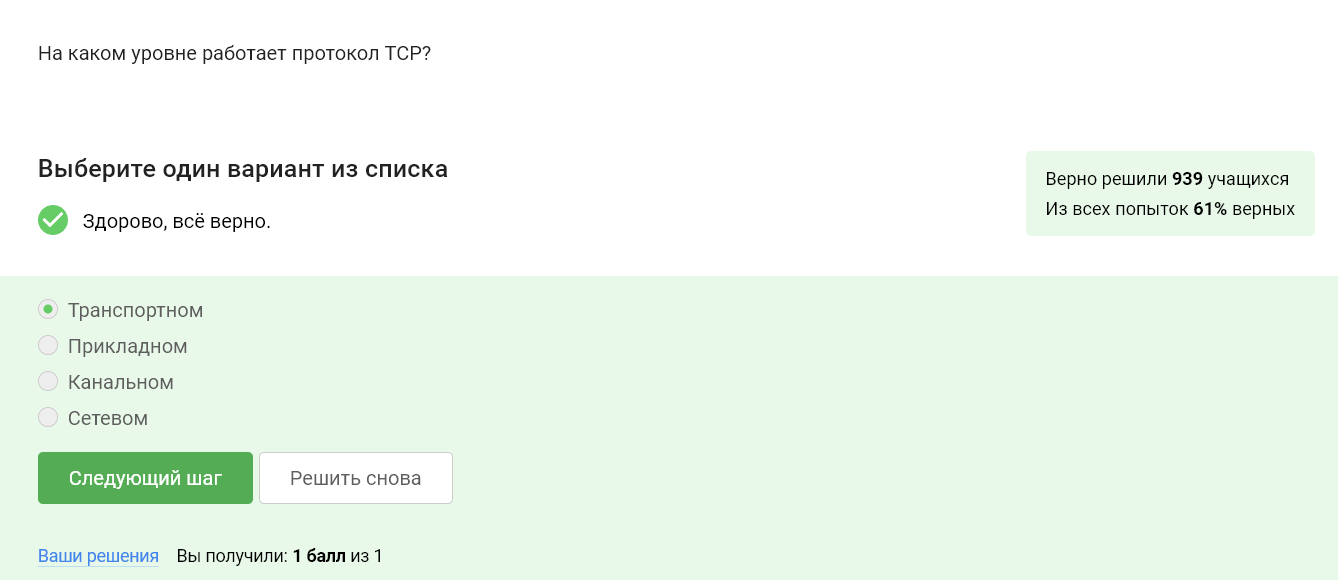 На каком уровне работает протокол TCP?
Выберите один вариант из списка
Здорово, всё верно.
Верно решили 939 учащихся
Из всех попыток 61% верных
Транспортном
Прикладном
Канальном
Сетевом
Следующий шаг
Решить снова
Ваши решения
Вы получили: 1 балл из 1